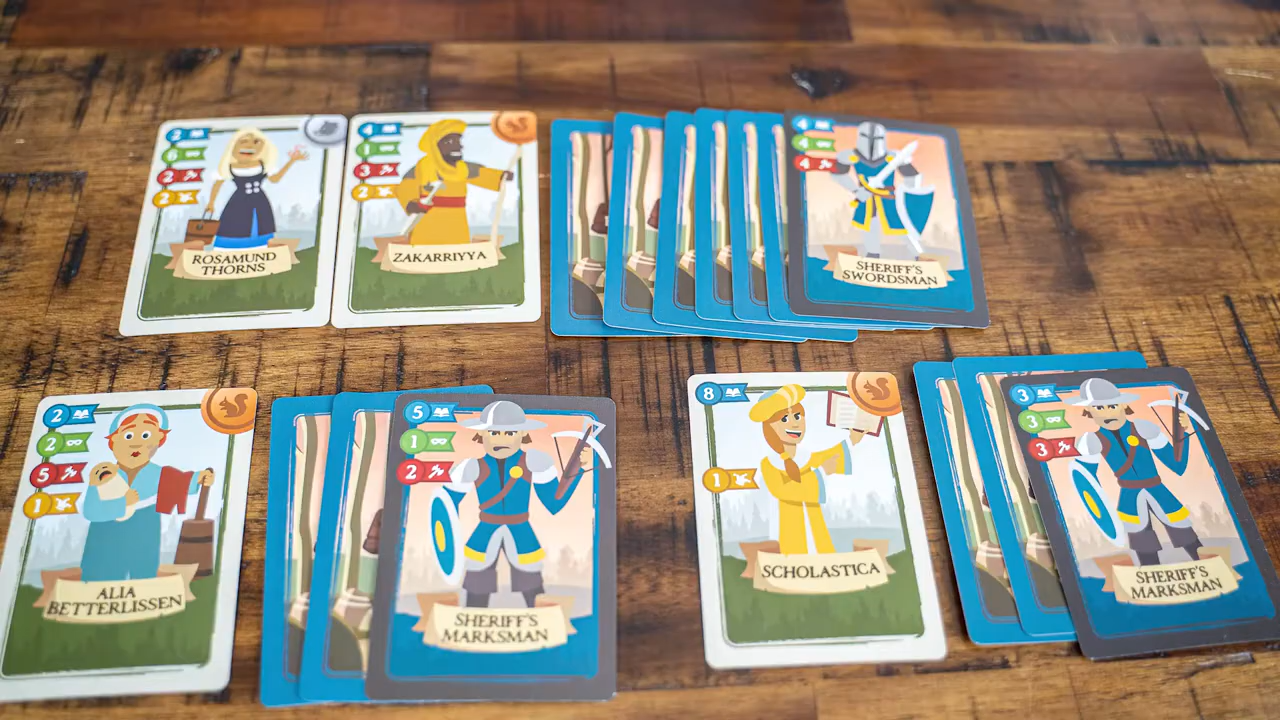 2
6
2
2
ROSAMUND
THORNS
4
1
3
2
ZAKARRIYYA
4
4
4
SHERIFF'S
SWORDSMAN
2
2
5
1
ALIA
BETTERLISSEN
5
1
2
SHERIFF'S
MARKSMAN
8
1
SCHOLASTICA
3
3
3
SHERIFF'S
MARKSMAN